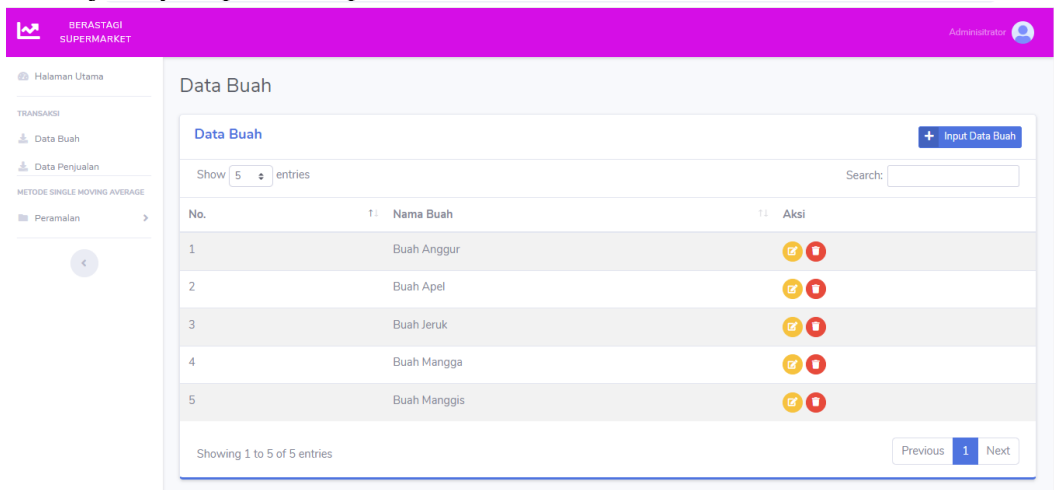 BERASTAGI
SUPERMARKET
Adminisitrator
Halaman Utama
TRANSAKSI
Data Buah
Data Penjualan
METODE SINGLE MOVING AVERAGE
Peramalan
Data Buah
Data Buah
Input Data Buah
Show 5 entries
Search:
No. Nama Buah Aksi
1 Buah Anggur
2 Buah Apel
3 Buah Jeruk
4 Buah Mangga
5 Buah Manggis
Showing 1 to 5 of 5 entries
Previous 1 Next